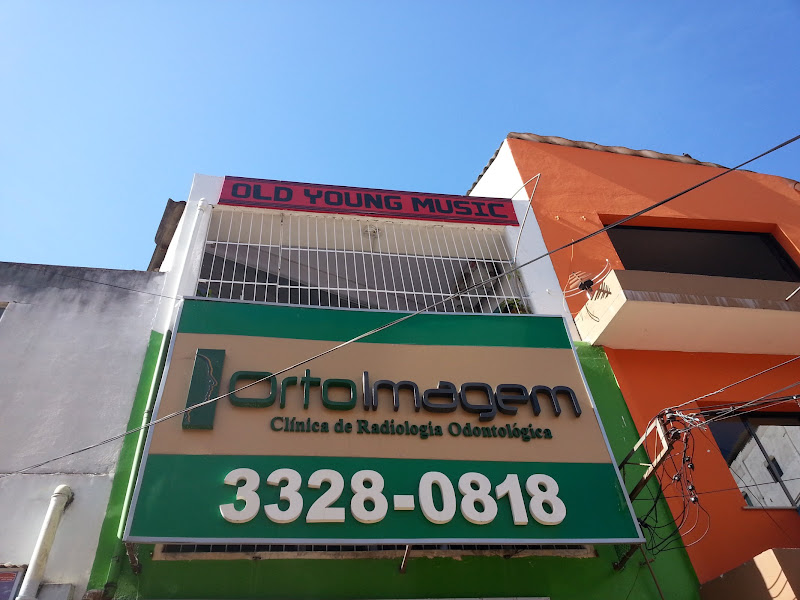 OLD YOUNG MUSIC
OrtoImagem
Clínica de Radiologia Odontológica
3328-0818